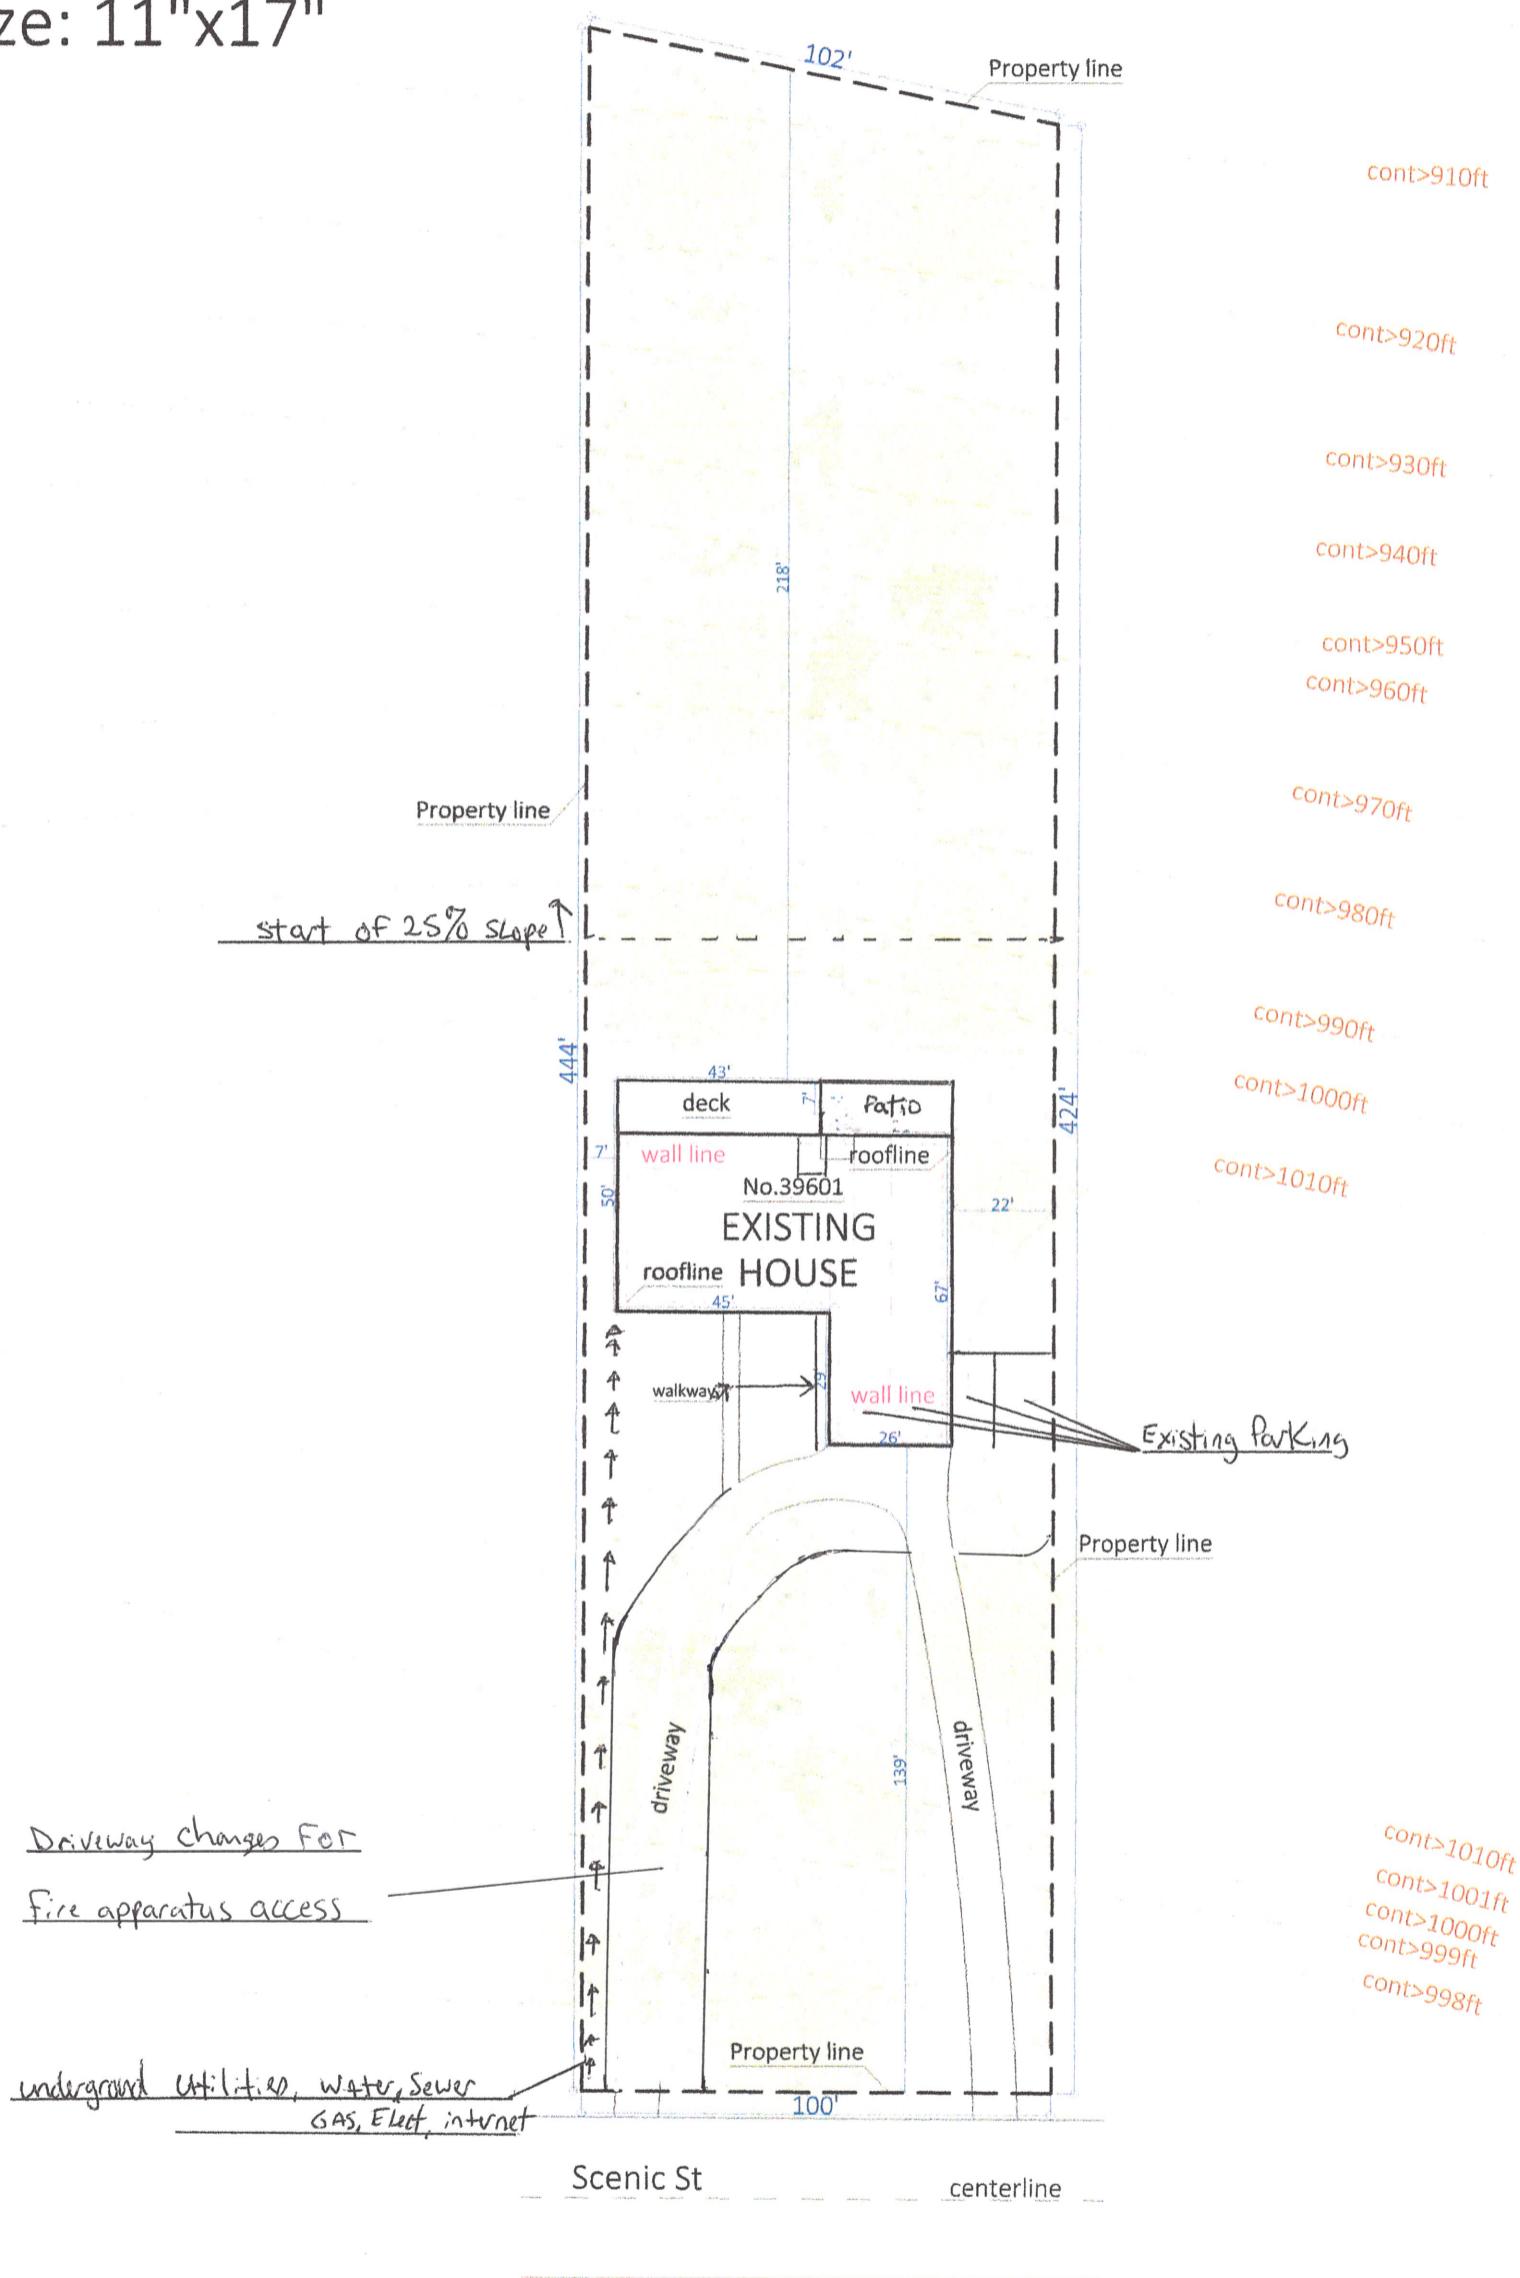 ze: 11"x17"
102'
Property line
cont>910ft
cont>920ft
cont>930ft
cont>940ft
218'
cont>950ft
cont>960ft
Property line
cont>970ft
start of 25% slope
cont>980ft
cont>990ft
444'
43'
deck
7'
Patio
cont>1000ft
424'
7'
wall line
roofline
cont>1010ft
50'
No.39601
22'
EXISTING
HOUSE
roofline
45'
67'
walkway
29'
wall line
26'
Existing Parking
Property line
driveway
driveway
139'
Driveway changes For
fire apparatus access
cont>1010ft
cont>1001ft
cont>1000ft
cont>999ft
cont>998ft
Property line
underground Utilities, Water, Sewer
GAS, Elect, internet
100'
Scenic St
centerline